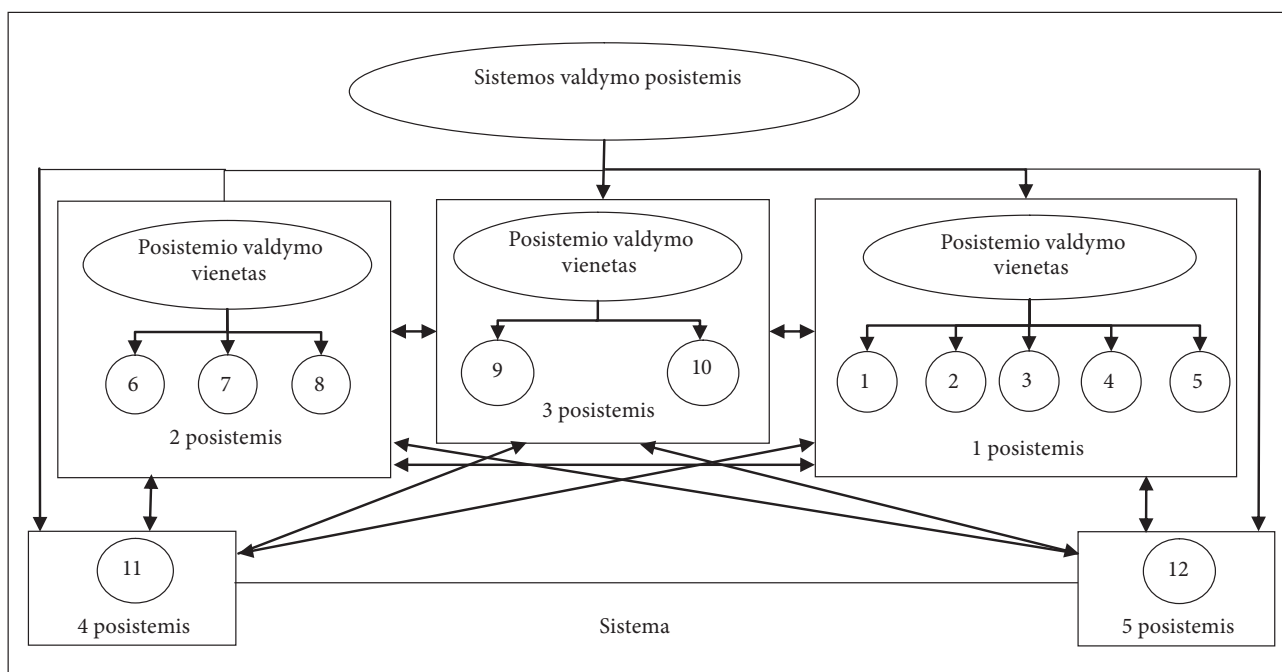 Sistemos valdymo posistemis
Posistemio valdymo
vienetas
6
7
8
2 posistemis
Posistemio valdymo
vienetas
9
10
3 posistemis
Posistemio valdymo
vienetas
1
2
3
4
5
1 posistemis
11
4 posistemis
Sistema
12
5 posistemis